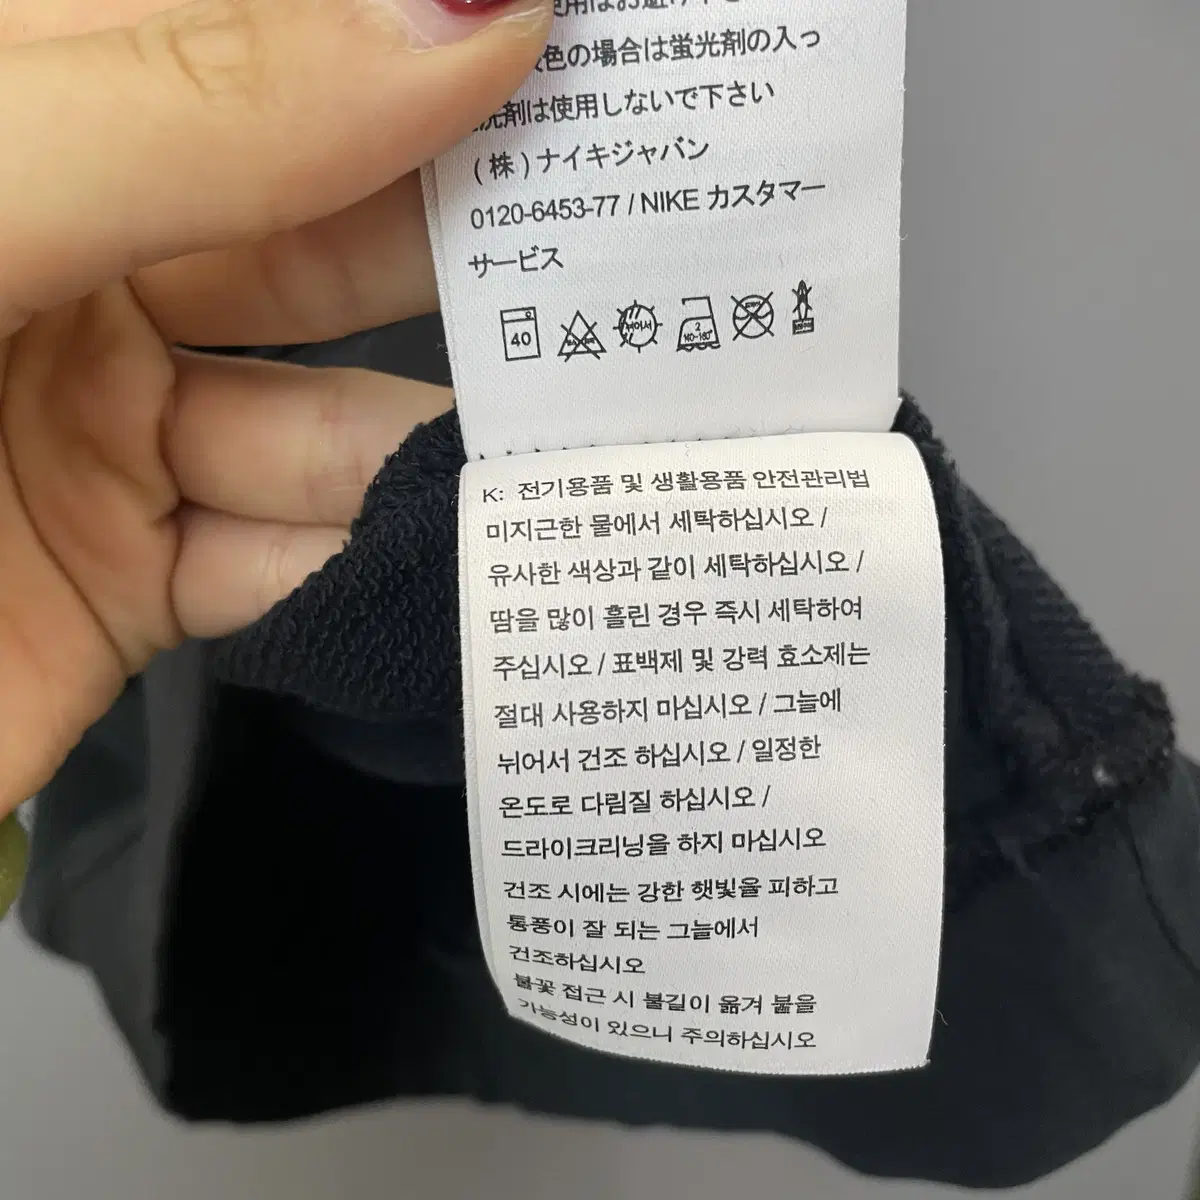 色の場合は蛍光剤の入っ
洗剤は使用しないで下さい
(株)ナイキジャパン
0120-6453-77 / NIKE カスタマー
サービス
40
2
K: 전기용품 및 생활용품 안전관리법
미지근한 물에서 세탁하십시오 /
유사한 색상과 같이 세탁하십시오 /
땀을 많이 흘린 경우 즉시 세탁하여
주십시오 / 표백제 및 강력 효소제는
절대 사용하지 마십시오 / 그늘에
뉘어서 건조 하십시오 / 일정한
온도로 다림질 하십시오 /
드라이크리닝을 하지 마십시오
건조 시에는 강한 햇빛을 피하고
통풍이 잘 되는 그늘에서
건조하십시오
불꽃 접근 시 불길이 옮겨 붙을
가능성이 있으니 주의하십시오